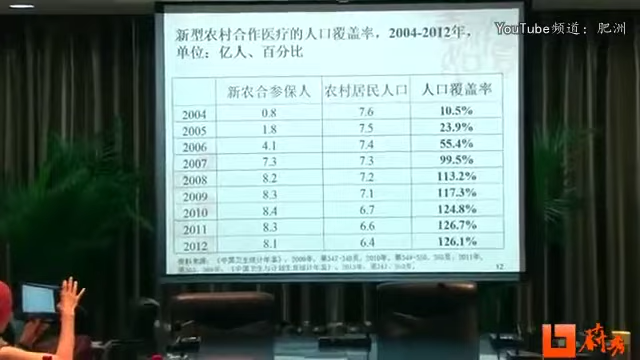 YouTube频道：肥洲
新型农村合作医疗的人口覆盖率，2004-2012年，
单位：亿人、百分比
新农合参保人 农村居民人口 人口覆盖率
2004 0.8 7.6 10.5%
2005 1.8 7.5 23.9%
2006 4.1 7.4 55.4%
2007 7.3 7.3 99.5%
2008 8.2 7.2 113.2%
2009 8.3 7.1 117.3%
2010 8.4 6.7 124.8%
2011 8.3 6.6 126.7%
2012 8.1 6.4 126.1%
12